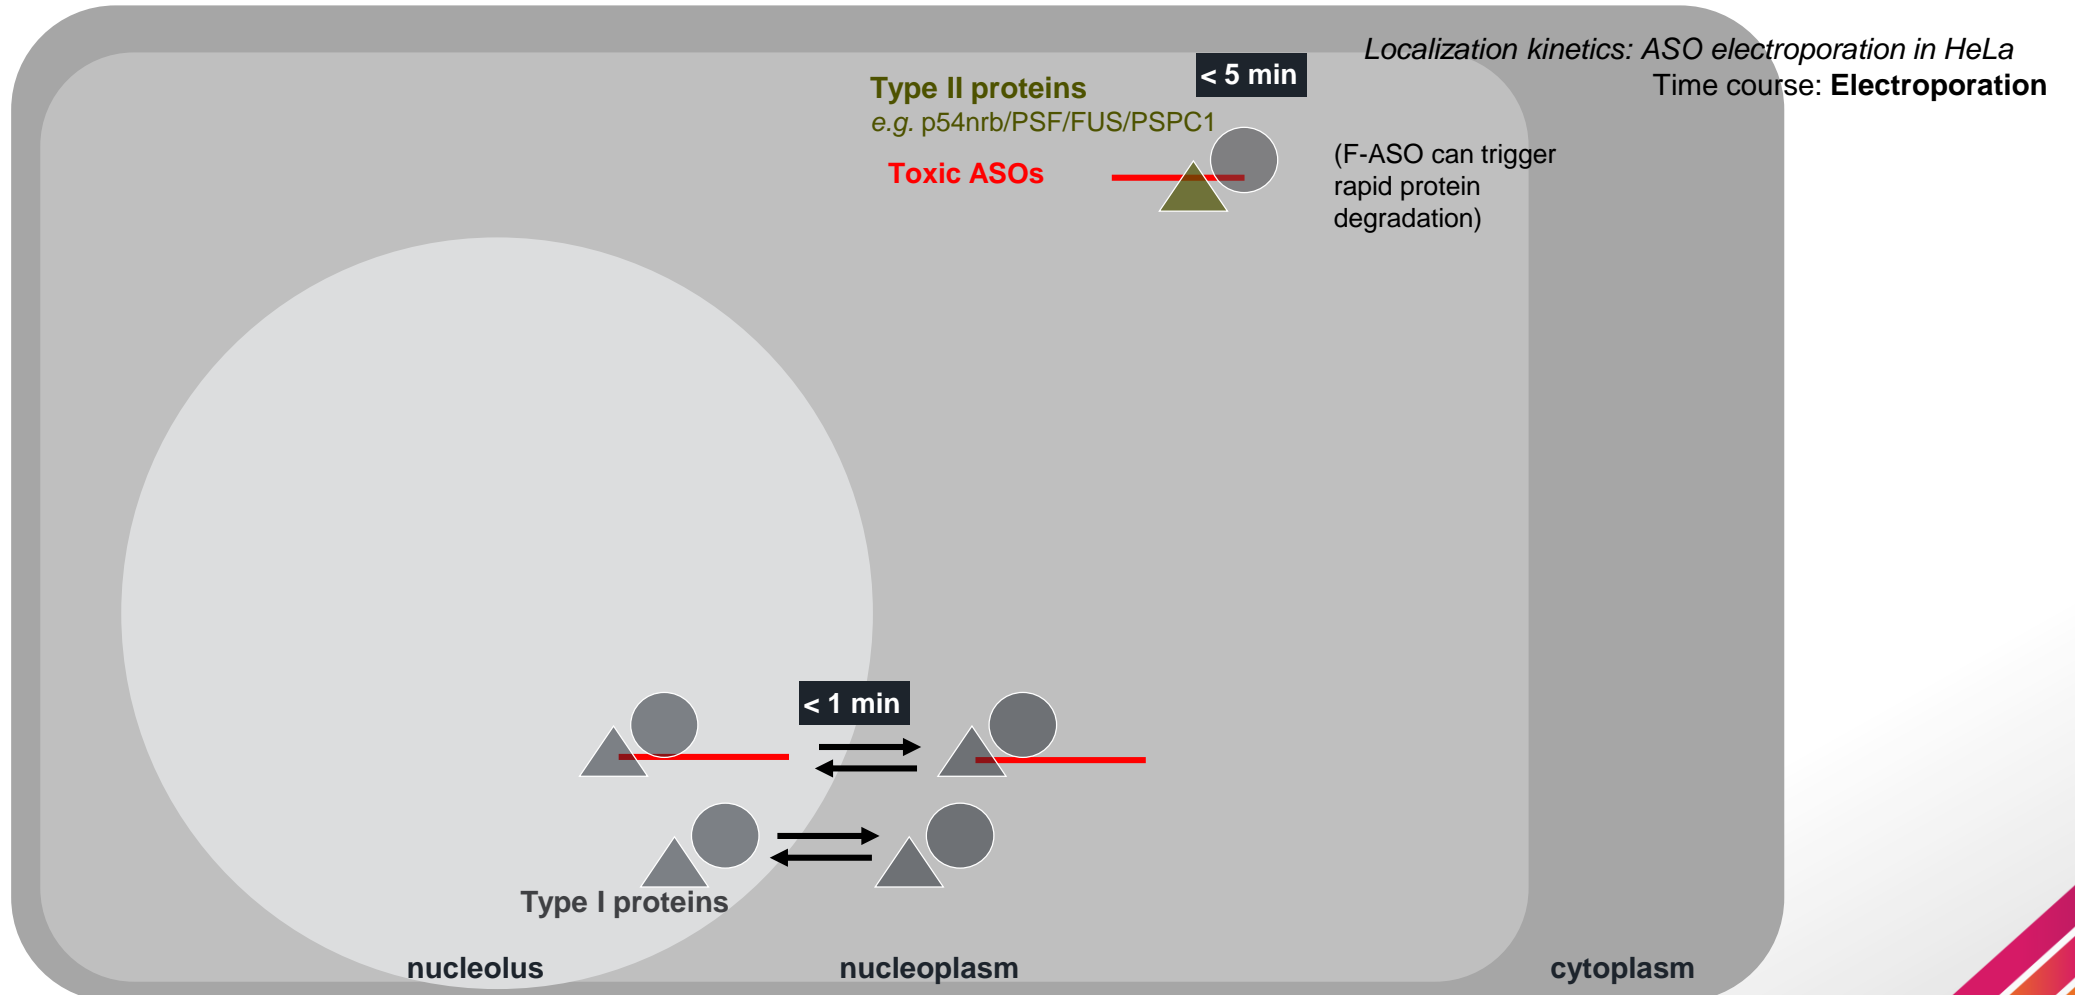 Localization kinetics: ASO electroporation in HeLa
Time course: Electroporation
Type II proteins
e.g. p54nrb/PSF/FUS/PSPC1
< 5 min
Toxic ASOs
(F-ASO can trigger
rapid protein
degradation)
< 1 min
Type I proteins
nucleolus
nucleoplasm
cytoplasm